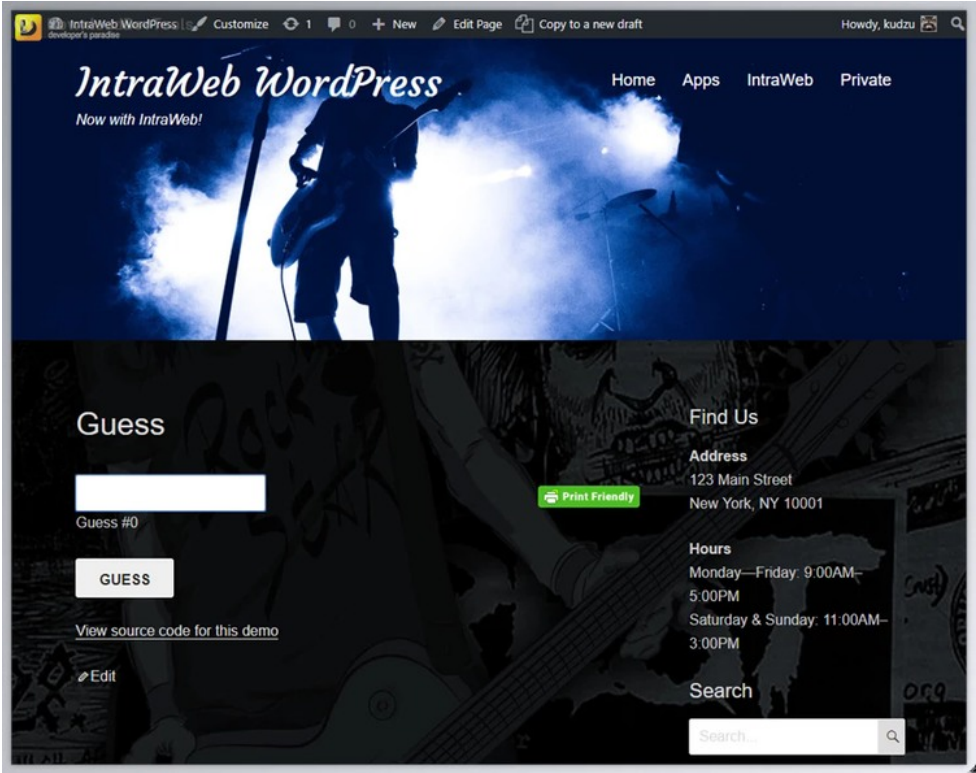 IntraWeb WordPress
Customize
1
0
New
Edit Page
Copy to a new draft
Howdy, kudzu
developer's paradise
IntraWeb WordPress
Home
Apps
IntraWeb
Private
Now with IntraWeb!
Guess
Guess #0
GUESS
View source code for this demo
Edit
Print Friendly
Find Us
Address
123 Main Street
New York, NY 10001
Hours
Monday—Friday: 9:00AM–
5:00PM
Saturday & Sunday: 11:00AM–
3:00PM
Search
Search...